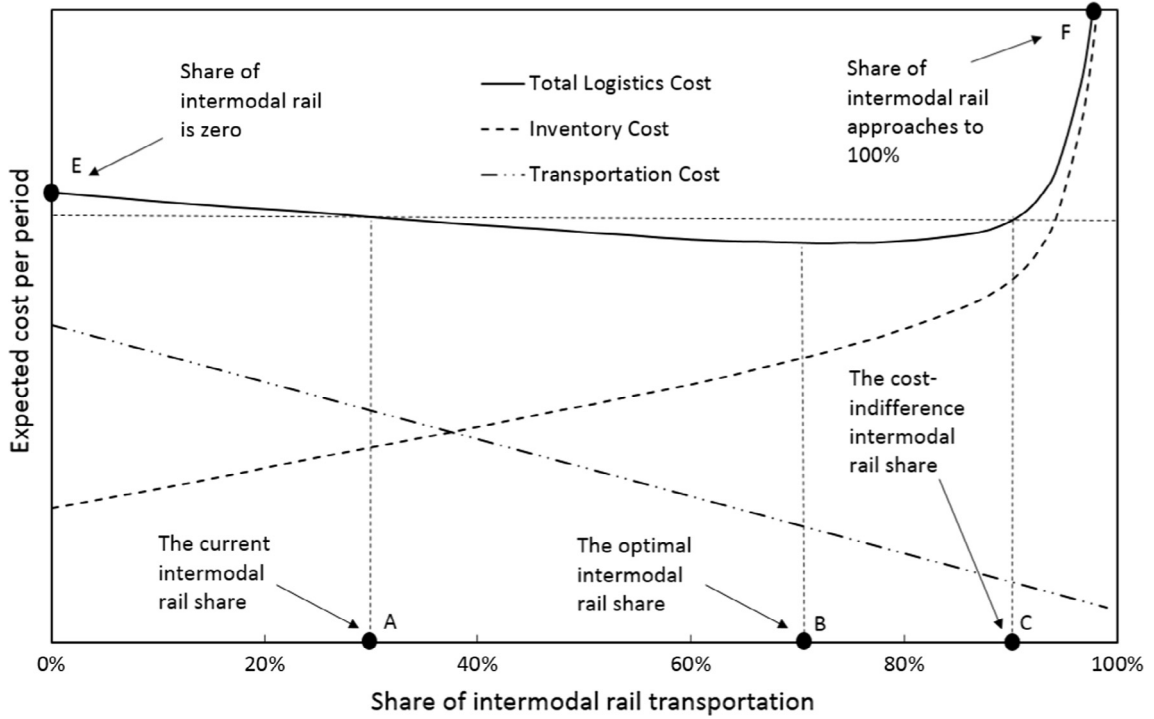 Expected cost per period
Share of
intermodal rail
is zero
E
Total Logistics Cost
Inventory Cost
Transportation Cost
F
Share of
intermodal rail
approaches to
100%
The current
intermodal
rail share
A
The optimal
intermodal
rail share
B
The cost-
indifference
intermodal
rail share
C
0%
20%
40%
60%
80%
100%
Share of intermodal rail transportation